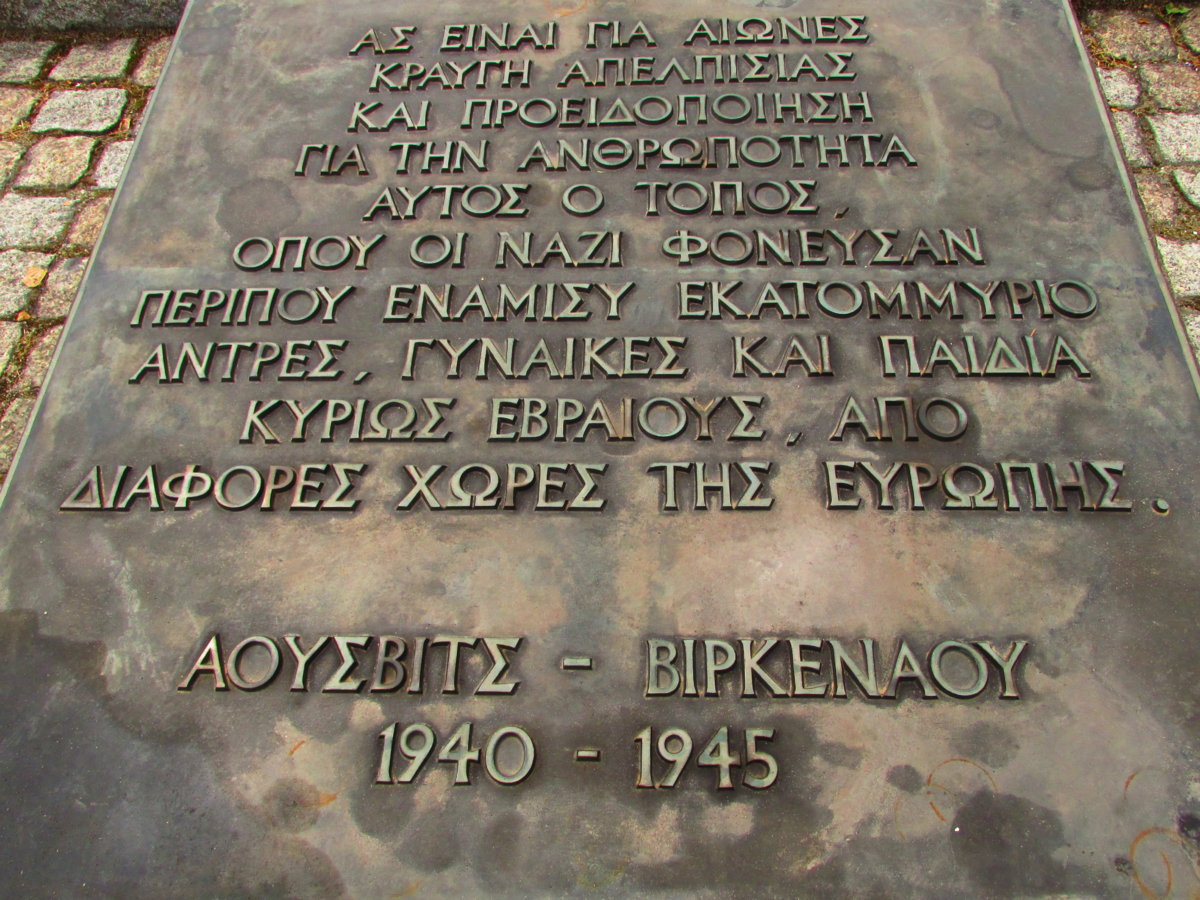 ΑΣ ΕΙΝΑΙ ΓΙΑ ΑΙΩΝΕΣ
ΚΡΑΥΓΗ ΑΠΕΛΠΙΣΙΑΣ
ΚΑΙ ΠΡΟΕΙΔΟΠΟΙΗΣΗ
ΓΙΑ ΤΗΝ ΑΝΘΡΩΠΟΤΗΤΑ
ΑΥΤΟΣ Ο ΤΟΠΟΣ,
ΟΠΟΥ ΟΙ ΝΑΖΙ ΦΟΝΕΥΣΑΝ
ΠΕΡΙΠΟΥ ΕΝΑΜΙΣΥ ΕΚΑΤΟΜΜΥΡΙΟ
ΑΝΤΡΕΣ, ΓΥΝΑΙΚΕΣ ΚΑΙ ΠΑΙΔΙΑ
ΚΥΡΙΩΣ ΕΒΡΑΙΟΥΣ, ΑΠΟ
ΔΙΑΦΟΡΕΣ ΧΩΡΕΣ ΤΗΣ ΕΥΡΩΠΗΣ.
ΑΟΥΣΒΙΤΣ - ΒΙΡΚΕΝΑΟΥ
1940 - 1945